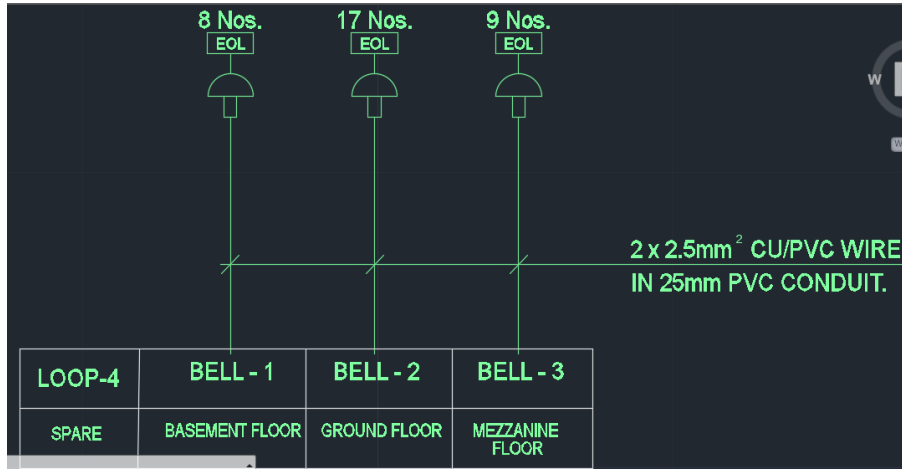 8 Nos. 17 Nos. 9 Nos.
EOL EOL EOL
W
2 x 2.5mm² CU/PVC WIRE
IN 25mm PVC CONDUIT.
LOOP-4 BELL - 1 BELL - 2 BELL - 3
SPARE BASEMENT FLOOR GROUND FLOOR MEZZANINE
FLOOR